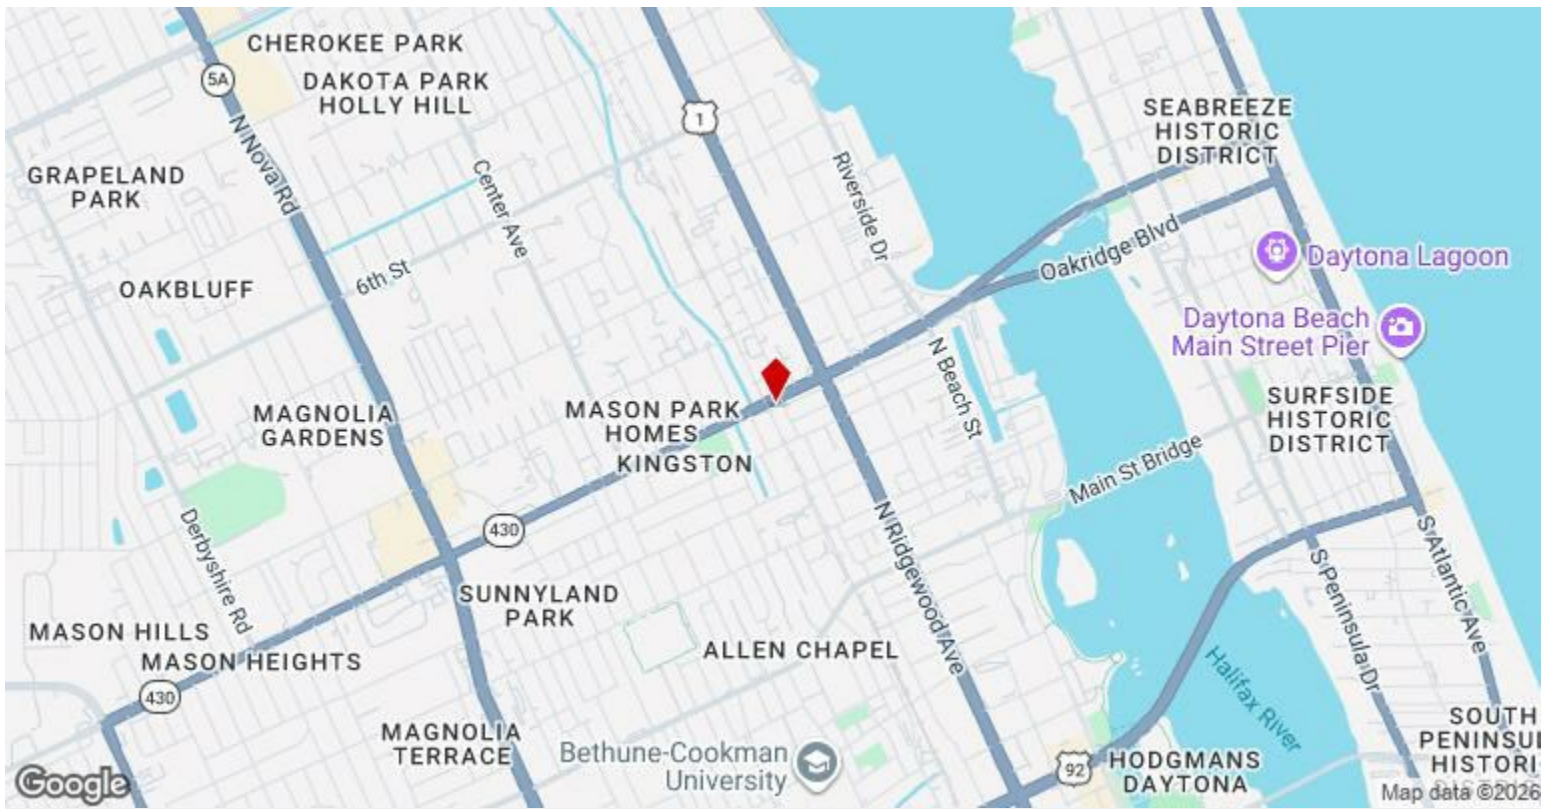 CHEROKEE PARK
DAKOTA PARK
HOLLY HILL
5A
1
SEABREEZE
HISTORIC
DISTRICT
N Nova Rd
Center Ave
Riverside Dr
GRAPELAND
PARK
Oakridge Blvd
Daytona Lagoon
OAKBLUFF
6th St
Daytona Beach
Main Street Pier
N Beach St
MAGNOLIA
GARDENS
MASON PARK
HOMES
KINGSTON
SURFSIDE
HISTORIC
DISTRICT
Main St Bridge
430
Derbyshire Rd
N Ridgewood Ave
S Atlantic Ave
S Peninsula Dr
SUNNYLAND
PARK
MASON HILLS
MASON HEIGHTS
ALLEN CHAPEL
430
Halifax River
MAGNOLIA
TERRACE
Bethune-Cookman
University
92
HODGMANS
DAYTONA
SOUTH
PENINSU
HISTORI
Google
Map data ©2026